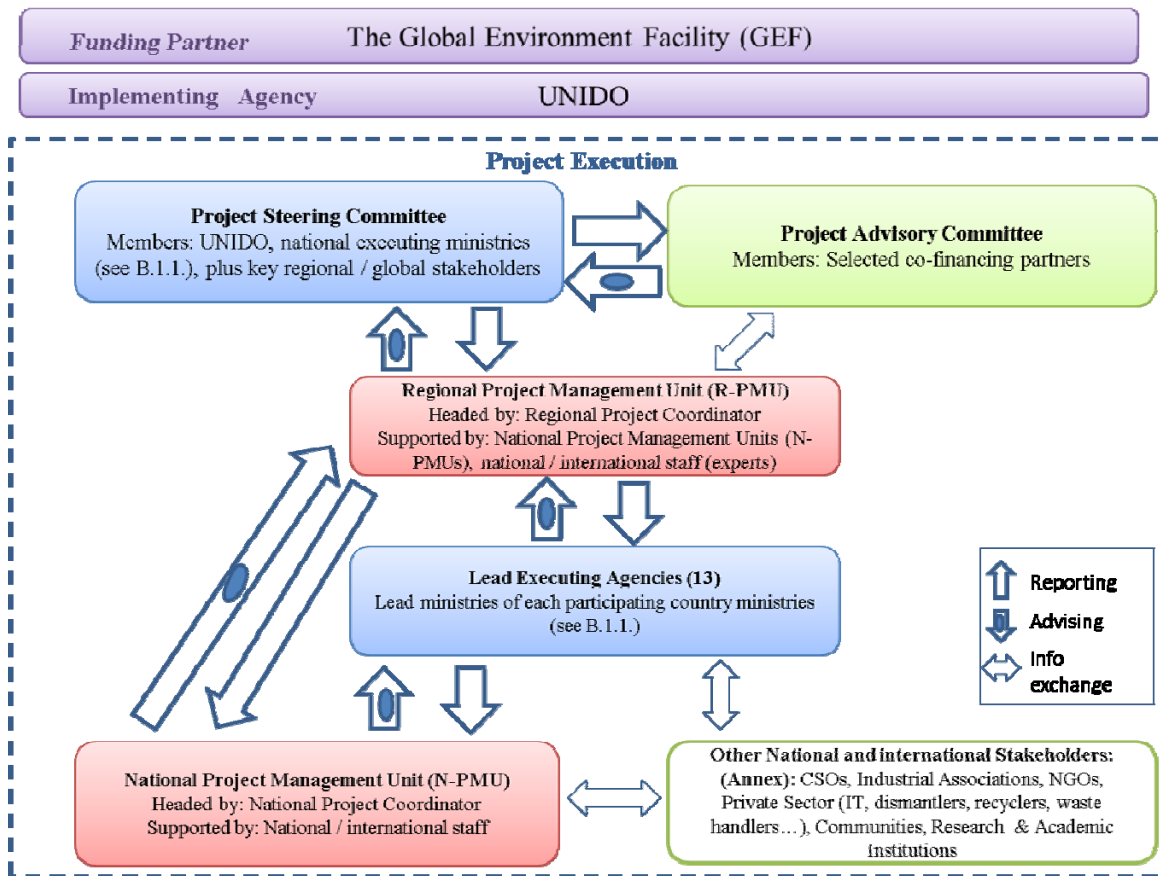 Funding Partner The Global Environment Facility (GEF)
Implementing Agency UNIDO
Project Execution
Project Steering Committee
Members: UNIDO, national executing ministries
(see B.1.1.), plus key regional / global stakeholders
Project Advisory Committee
Members: Selected co-financing partners
Regional Project Management Unit (R-PMU)
Headed by: Regional Project Coordinator
Supported by: National Project Management Units (N-
PMUs), national / international staff (experts)
Lead Executing Agencies (13)
Lead ministries of each participating country ministries
(see B.1.1.)
Reporting
Advising
Info
exchange
National Project Management Unit (N-PMU)
Headed by: National Project Coordinator
Supported by: National / international staff
Other National and international Stakeholders:
(Annex): CSOs, Industrial Associations, NGOs,
Private Sector (IT, dismantlers, recyclers, waste
handlers…), Communities, Research & Academic
institutions